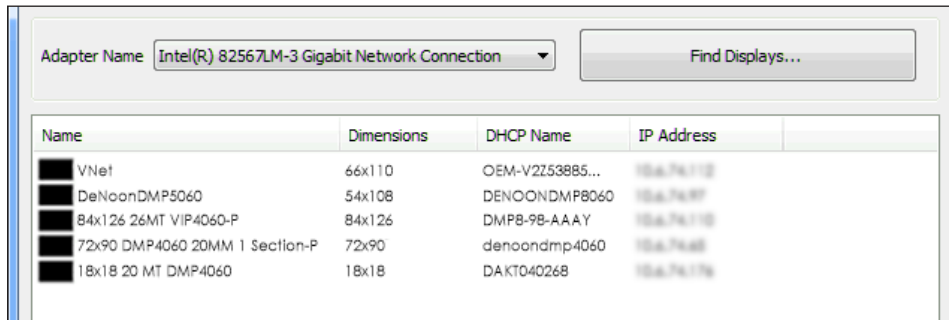 Adapter Name Intel(R) 82567LM-3 Gigabit Network Connection Find Displays...
Name Dimensions DHCP Name IP Address
VNet 66x110 OEM-V2Z53885...
DeNoonDMP5060 54x108 DENOONDMP8060
84x126 26MT VIP4060-P 84x126 DMP8-98-AAAY
72x90 DMP4060 20MM 1 Section-P 72x90 denoondmp4060
18x18 20 MT DMP4060 18x18 DAKT040268